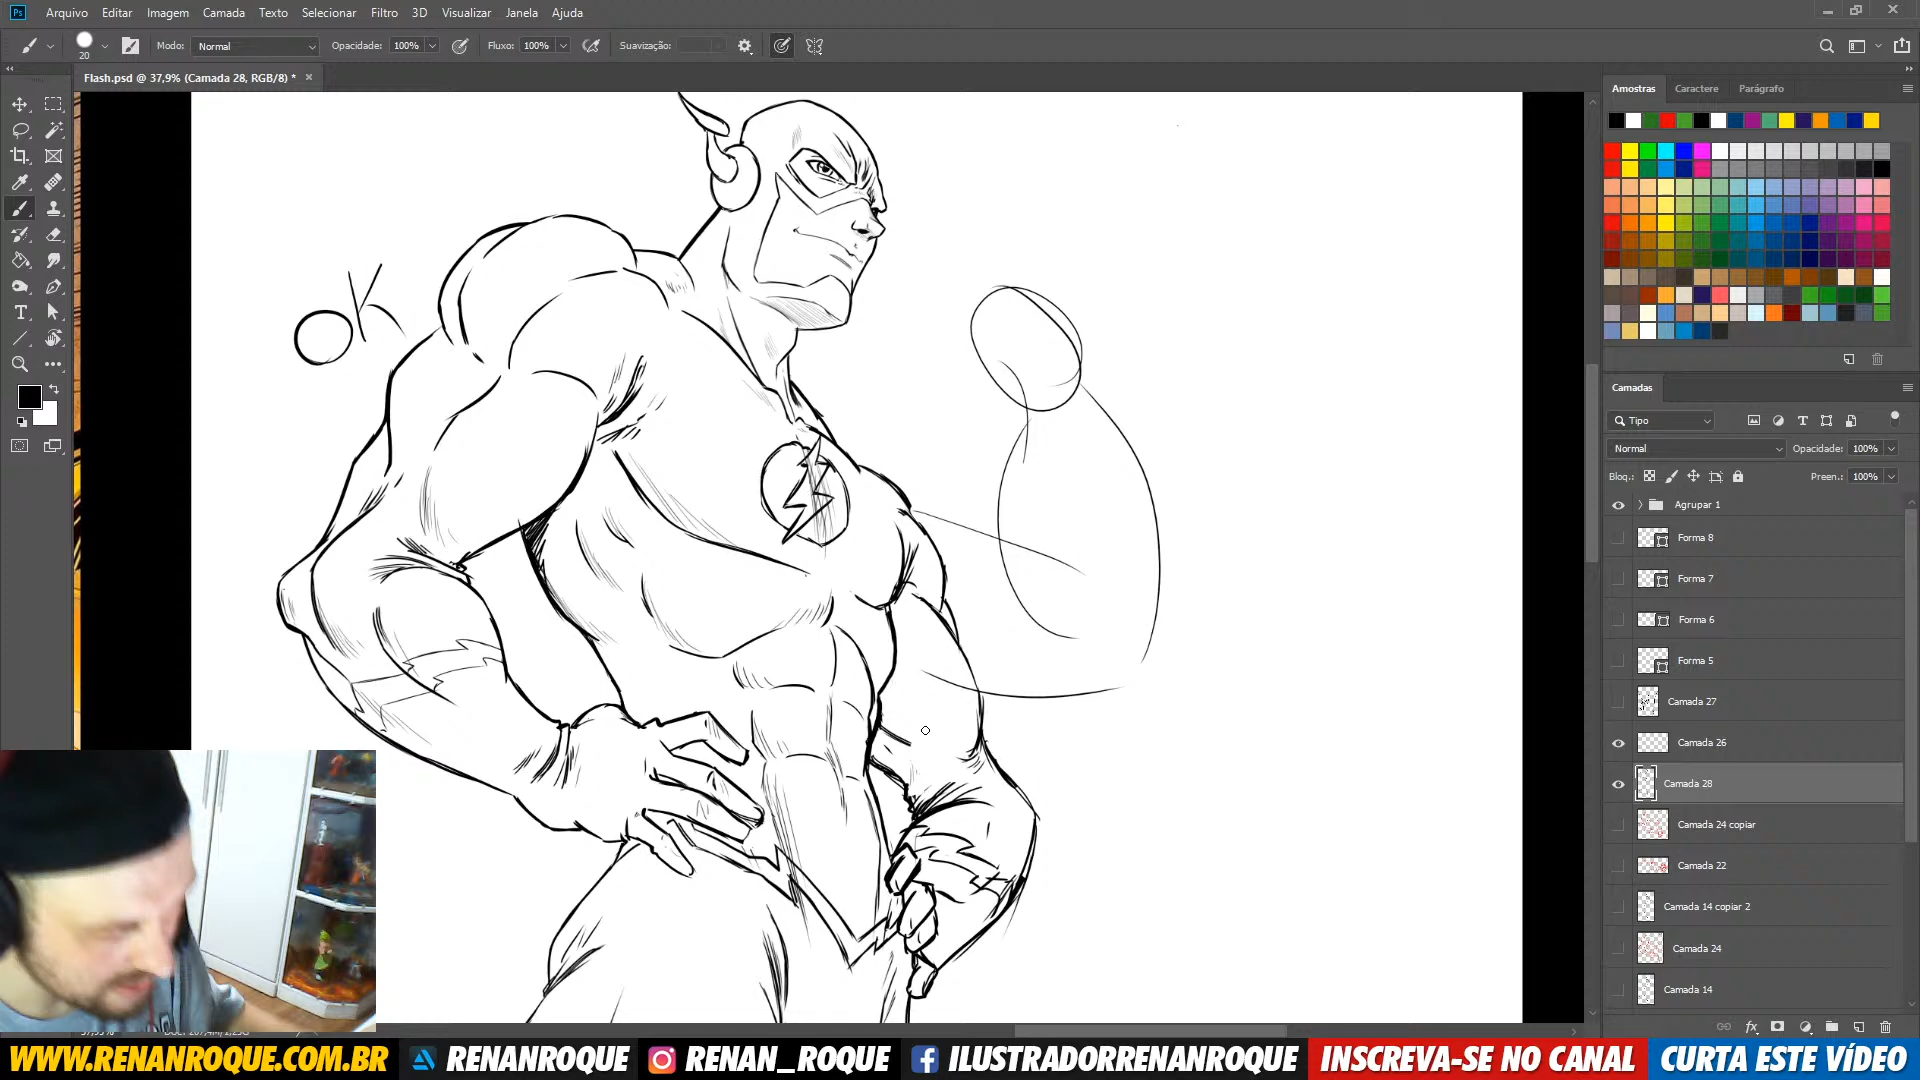 Ps Arquivo Editar Imagem Camada Texto Selecionar Filtro 3D Visualizar Janela Ajuda
20 Modo: Normal Opacidade: 100% Fluxo: 100% Suavização:
Flash.psd @ 37,9% (Camada 28, RGB/8) * ×
OK
Amostras Caractere Parágrafo
Camadas
Tipo
Normal Opacidade: 100%
Bloq.: Preen.: 100%
Agrupar 1
Forma 8
Forma 7
Forma 6
Forma 5
Camada 27
Camada 26
Camada 28
Camada 24 copiar
Camada 22
Camada 14 copiar 2
Camada 24
Camada 14
WWW.RENANROQUE.COM.BR RENANROQUE RENAN_ROQUE ILUSTRADORRENANROQUE INSCREVA-SE NO CANAL CURTA ESTE VÍDEO